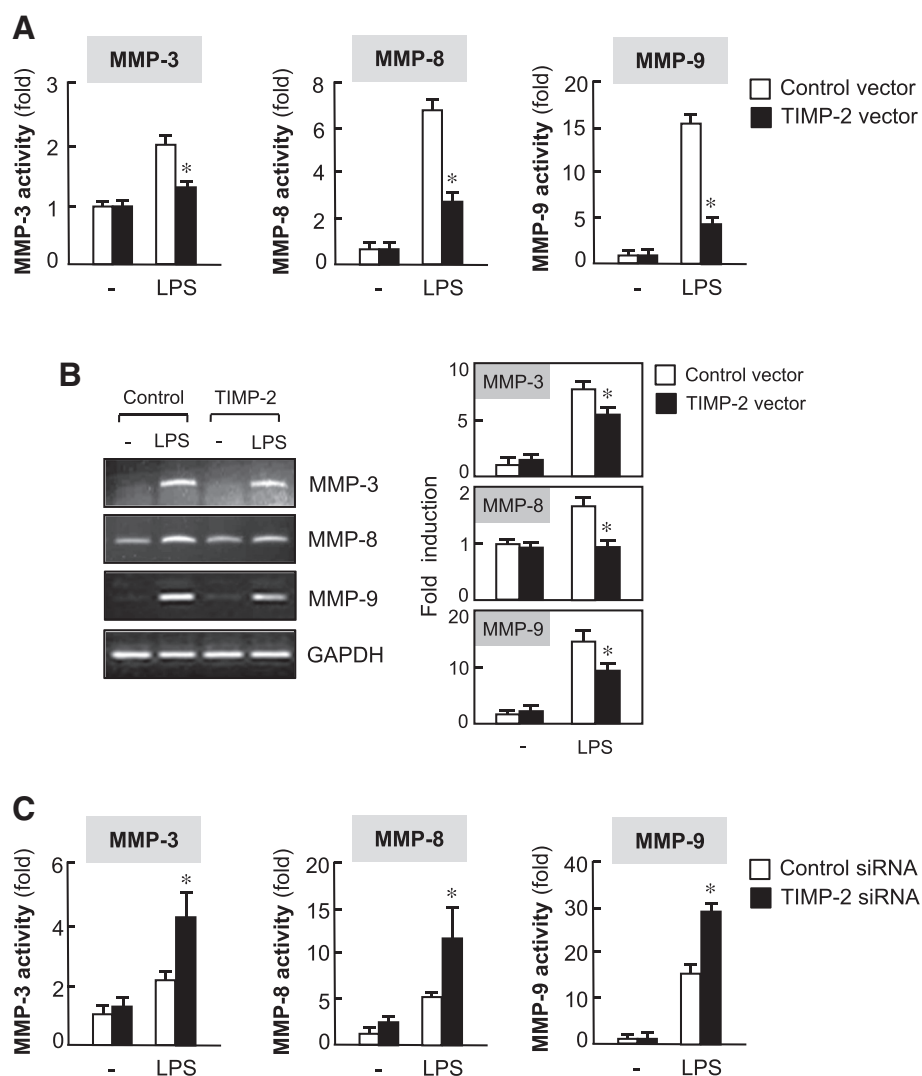 A
MMP-3
MMP-8
MMP-9
MMP-3 activity (fold)
3
2
1
0
*
- LPS
MMP-8 activity (fold)
8
6
4
2
0
*
- LPS
MMP-9 activity (fold)
20
15
10
5
0
*
- LPS
Control vector
TIMP-2 vector
B
Control TIMP-2
- LPS - LPS
MMP-3
MMP-8
MMP-9
GAPDH
Fold induction
MMP-3
10
5
0
*
MMP-8
2
1
0
*
MMP-9
20
10
0
*
- LPS
Control vector
TIMP-2 vector
C
MMP-3
MMP-8
MMP-9
MMP-3 activity (fold)
6
4
2
0
*
- LPS
MMP-8 activity (fold)
20
15
10
5
0
*
- LPS
MMP-9 activity (fold)
40
30
20
10
0
*
- LPS
Control siRNA
TIMP-2 siRNA